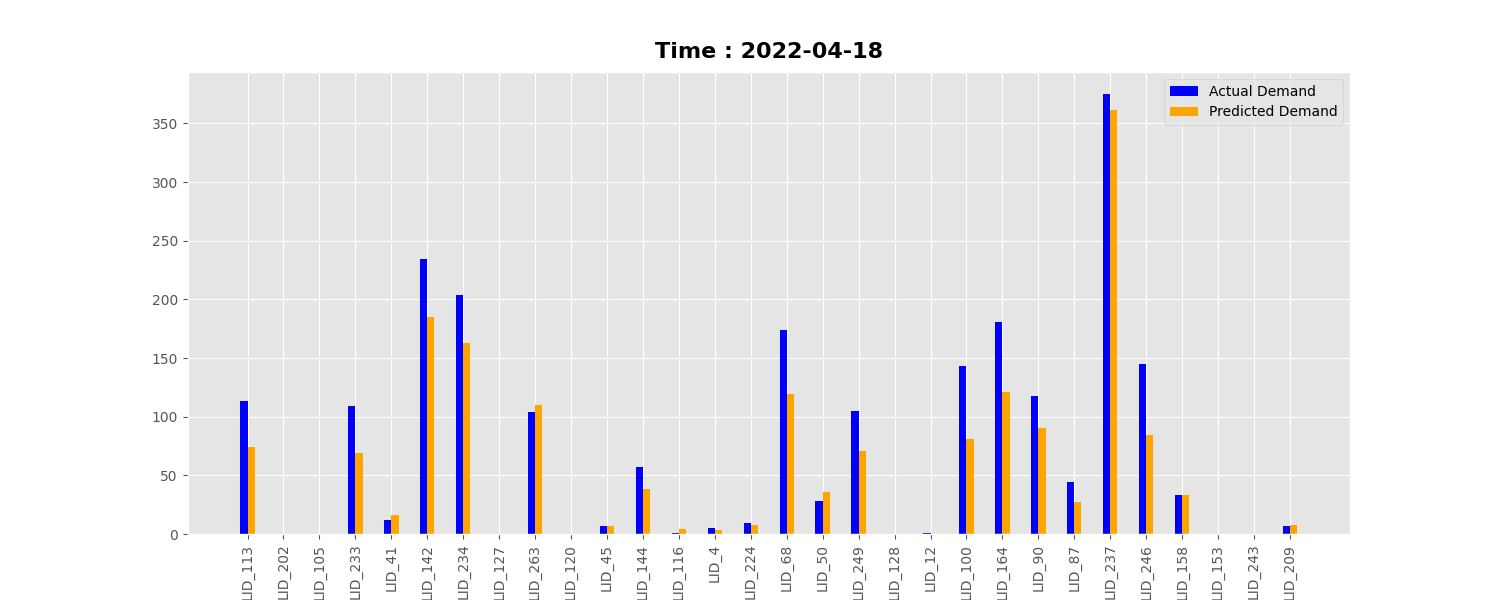 Time : 2022-04-18
Actual Demand
Predicted Demand
350
300
250
200
150
100
50
0
LID_113
LID_202
LID_105
LID_233
LID_41
LID_142
LID_234
LID_127
LID_263
LID_120
LID_45
LID_144
LID_116
LID_4
LID_224
LID_68
LID_50
LID_249
LID_128
LID_12
LID_100
LID_164
LID_90
LID_87
LID_237
LID_246
LID_158
LID_153
LID_243
LID_209